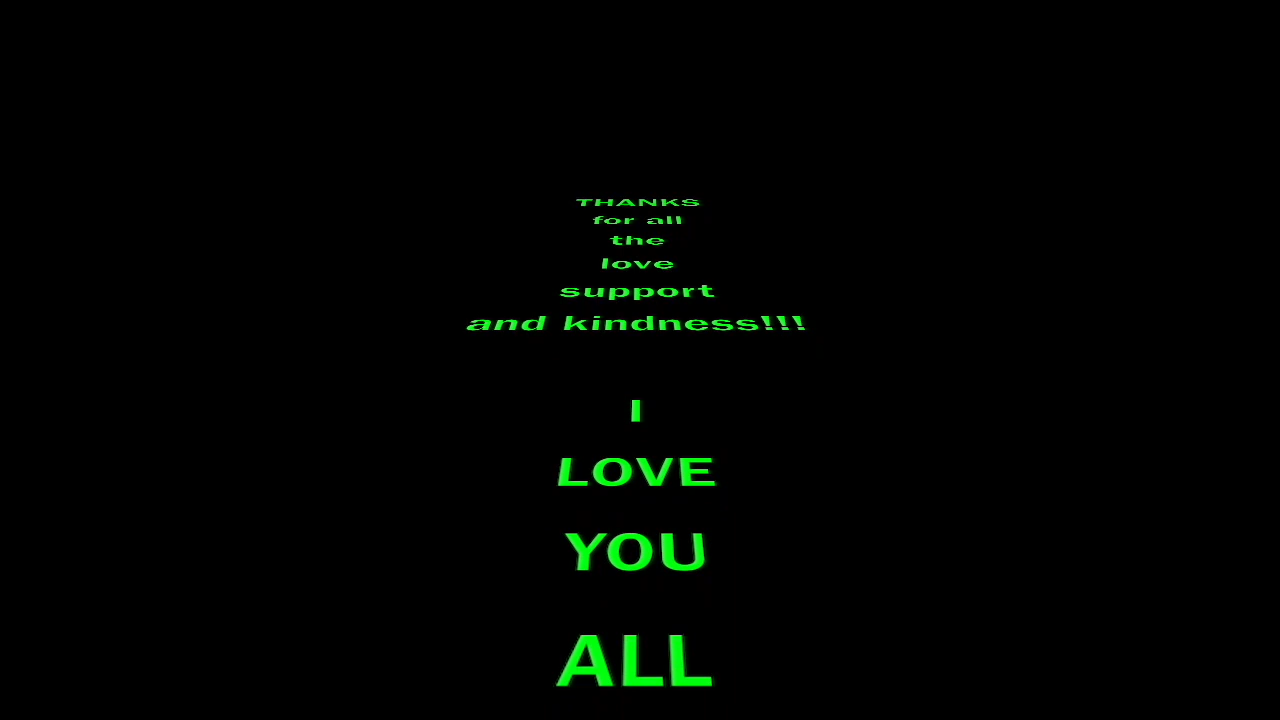 THANKS
for all
the
love
support
and kindness!!!
I
LOVE
YOU
ALL